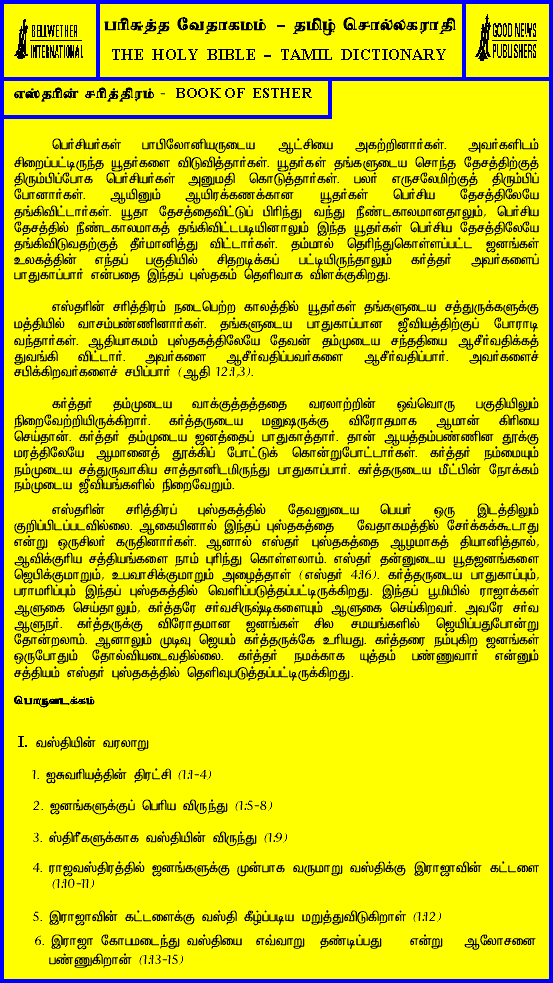 BELLWETHER
INTERNATIONAL
பரிசுத்த வேதாகமம் – தமிழ் சொல்லகராதி
THE HOLY BIBLE – TAMIL DICTIONARY
GOOD NEWS
PUBLISHERS
எஸ்தரின் சரித்திரம் - BOOK OF ESTHER
பெர்சியர்கள் பாபிலோனியருடைய ஆட்சியை அகற்றினார்கள். அவர்களிடம்
சிறைப்பட்டிருந்த யூதர்களை விடுவித்தார்கள். யூதர்கள் தங்களுடைய சொந்த தேசத்திற்குத்
திரும்பிப்போக பெர்சியர்கள் அனுமதி கொடுத்தார்கள். பலர் எருசலேமிற்குத் திரும்பிப்
போனார்கள். ஆயினும் ஆயிரக்கணக்கான யூதர்கள் பெர்சிய தேசத்திலேயே
தங்கிவிட்டார்கள். யூதா தேசத்தைவிட்டுப் பிரிந்து வந்து நீண்டகாலமானதாலும், பெர்சிய
தேசத்தில் நீண்டகாலமாகத் தங்கிவிட்டபடியினாலும் இந்த யூதர்கள் பெர்சிய தேசத்திலேயே
தங்கிவிடுவதற்குத் தீர்மானித்து விட்டார்கள். தம்மால் தெரிந்துகொள்ளப்பட்ட ஜனங்கள்
உலகத்தின் எந்தப் பகுதியில் சிதறடிக்கப் பட்டியிருந்தாலும் கர்த்தர் அவர்களைப்
பாதுகாப்பார் என்பதை இந்தப் புஸ்தகம் தெளிவாக விளக்குகிறது.
எஸ்தரின் சரித்திரம் நடைபெற்ற காலத்தில் யூதர்கள் தங்களுடைய சத்துருக்களுக்கு
மத்தியில் வாசம்பண்ணினார்கள். தங்களுடைய பாதுகாப்பான ஜீவியத்திற்குப் போராடி
வந்தார்கள். ஆதியாகமம் புஸ்தகத்திலேயே தேவன் தம்முடைய சந்ததியை ஆசீர்வதிக்கத்
துவங்கி விட்டார். அவர்களை ஆசீர்வதிப்பவர்களை ஆசீர்வதிப்பார். அவர்களைச்
சபிக்கிறவர்களைச் சபிப்பார் (ஆதி 12:1,3).
கர்த்தர் தம்முடைய வாக்குத்தத்ததை வரலாற்றின் ஒவ்வொரு பகுதியிலும்
நிறைவேற்றியிருக்கிறார். கர்த்தருடைய மனுஷருக்கு விரோதமாக ஆமான் கிரியை
செய்தான். கர்த்தர் தம்முடைய ஜனத்தைப் பாதுகாத்தார். தான் ஆயத்தம்பண்ணின தூக்கு
மரத்திலேயே ஆமானைத் தூக்கிப் போட்டுக் கொன்றுபோட்டார்கள். கர்த்தர் நம்மையும்
நம்முடைய சத்துருவாகிய சாத்தானிடமிருந்து பாதுகாப்பார். கர்த்தருடைய மீட்பின் நோக்கம்
நம்முடைய ஜீவியங்களில் நிறைவேறும்.
எஸ்தரின் சரித்திரப் புஸ்தகத்தில் தேவனுடைய பெயர் ஒரு இடத்திலும்
குறிப்பிடப்படவில்லை. ஆகையினால் இந்தப் புஸ்தகத்தை வேதாகமத்தில் சேர்க்கக்கூடாது
என்று ஒருசிலர் கருதினார்கள். ஆனால் எஸ்தர் புஸ்தகத்தை ஆழமாகத் தியானித்தால்,
ஆவிக்குரிய சத்தியங்களை நாம் புரிந்து கொள்ளலாம். எஸ்தர் தன்னுடைய யூதஜனங்களை
ஜெபிக்குமாறும், உபவாசிக்குமாறும் அழைத்தாள் (எஸ்தர் 4:16). கர்த்தருடைய பாதுகாப்பும்,
பராமரிப்பும் இந்தப் புஸ்தகத்தில் வெளிப்படுத்தப்பட்டிருக்கிறது. இந்தப் பூமியில் ராஜாக்கள்
ஆளுகை செய்தாலும், கர்த்தரே சர்வசிருஷ்டிகளையும் ஆளுகை செய்கிறவர். அவரே சர்வ
ஆளுநர். கர்த்தருக்கு விரோதமான ஜனங்கள் சில சமயங்களில் ஜெயிப்பதுபோன்று
தோன்றலாம். ஆனாலும் முடிவு ஜெயம் கர்த்தருக்கே உரியது. கர்த்தரை நம்புகிற ஜனங்கள்
ஒருபோதும் தோல்வியடைவதில்லை. கர்த்தர் நமக்காக யுத்தம் பண்ணுவார் என்னும்
சத்தியம் எஸ்தர் புஸ்தகத்தில் தெளிவுபடுத்தப்பட்டிருக்கிறது.
பொருளடக்கம்
I. வஸ்தியின் வரலாறு
1. ஐசுவரியத்தின் திரட்சி (1:1-4)
2. ஜனங்களுக்குப் பெரிய விருந்து (1:5-8)
3. ஸ்திரீகளுக்காக வஸ்தியின் விருந்து (1:9)
4. ராஜவஸ்திரத்தில் ஜனங்களுக்கு முன்பாக வருமாறு வஸ்திக்கு இராஜாவின் கட்டளை
(1:10-11)
5. இராஜாவின் கட்டளைக்கு வஸ்தி கீழ்ப்படிய மறுத்துவிடுகிறாள் (1:12)
6. இராஜா கோபமடைந்து வஸ்தியை எவ்வாறு தண்டிப்பது என்று ஆலோசனை
பண்ணுகிறான் (1:13-15)